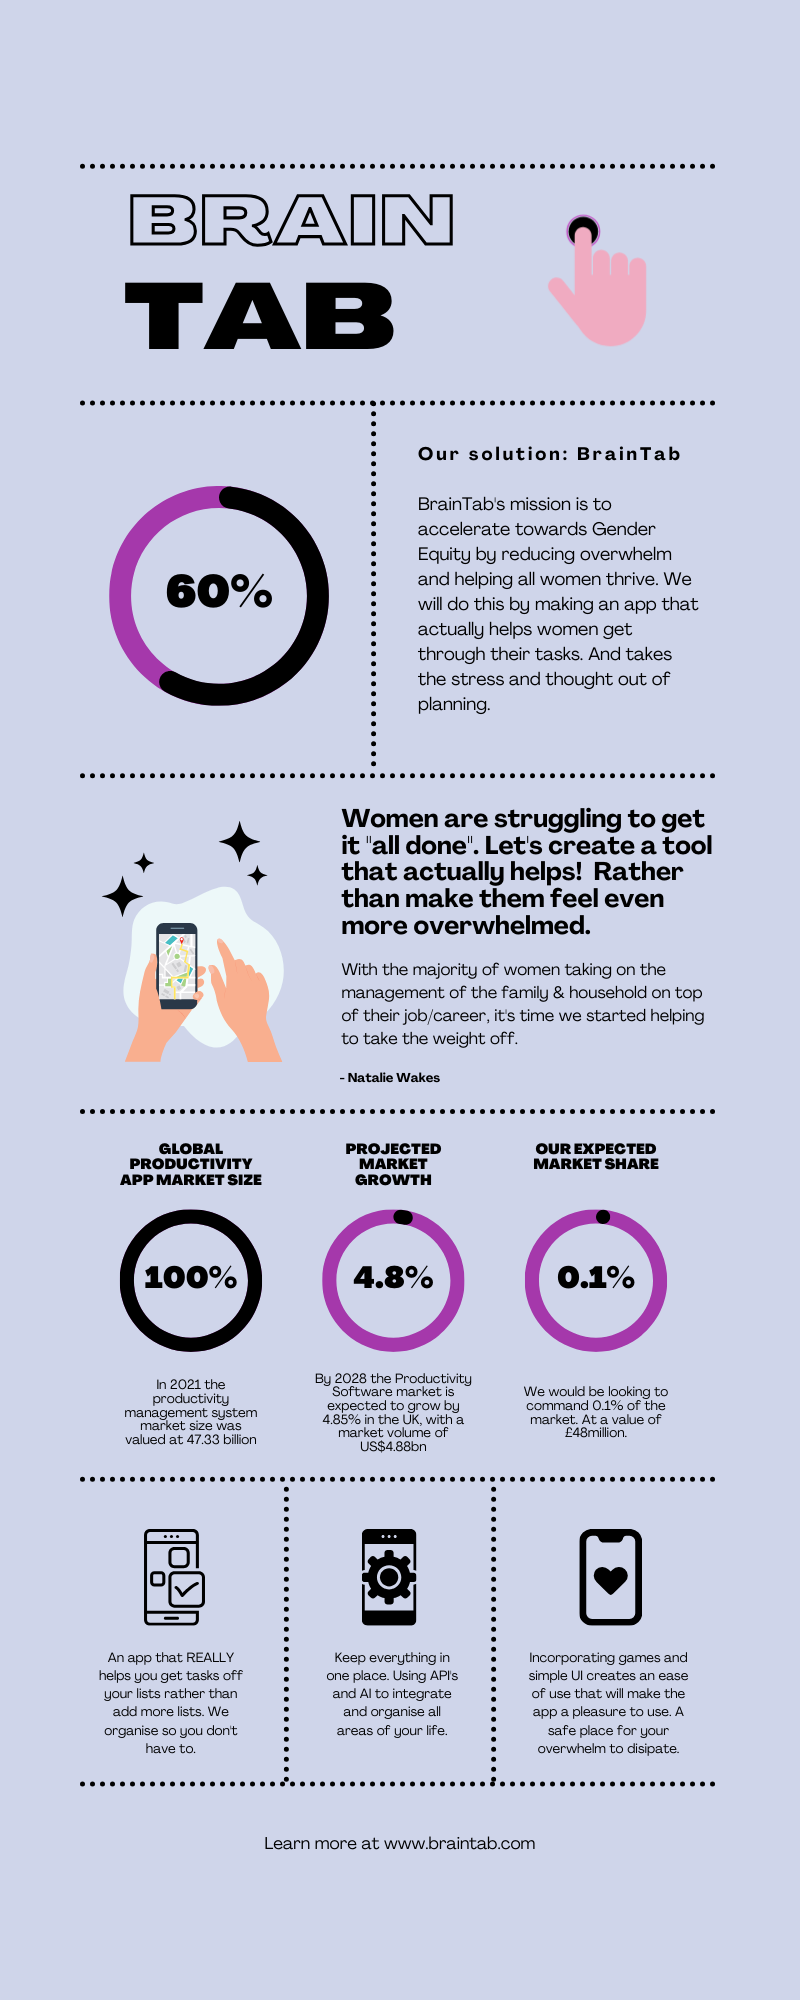 BRAIN
TAB
60%
Our solution: BrainTab
BrainTab's mission is to
accelerate towards Gender
Equity by reducing overwhelm
and helping all women thrive. We
will do this by making an app that
actually helps women get
through their tasks. And takes
the stress and thought out of
planning.
Women are struggling to get
it "all done". Let's create a tool
that actually helps!  Rather
than make them feel even
more overwhelmed.
With the majority of women taking on the
management of the family & household on top
of their job/career, it's time we started helping
to take the weight off.
- Natalie Wakes
GLOBAL
PRODUCTIVITY
APP MARKET SIZE
100%
In 2021 the
productivity
management system
market size was
valued at 47.33 billion
PROJECTED
MARKET
GROWTH
4.8%
By 2028 the Productivity
Software market is
expected to grow by
4.85% in the UK, with a
market volume of
US$4.88bn
OUR EXPECTED
MARKET SHARE
0.1%
We would be looking to
command 0.1% of the
market. At a value of
£48million.
An app that REALLY
helps you get tasks off
your lists rather than
add more lists. We
organise so you don't
have to.
Keep everything in
one place. Using API's
and AI to integrate
and organise all
areas of your life.
Incorporating games and
simple UI creates an ease
of use that will make the
app a pleasure to use. A
safe place for your
overwhelm to disipate.
Learn more at www.braintab.com